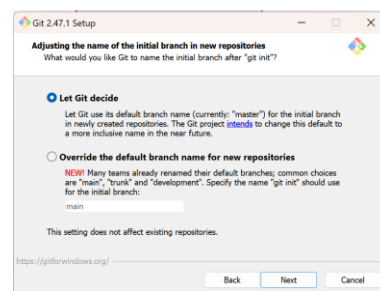 Git 2.47.1 Setup
Adjusting the name of the initial branch in new repositories
What would you like Git to name the initial branch after "git init"?
Let Git decide
Let Git use its default branch name (currently: "master") for the initial branch
in newly created repositories. The Git project intends to change this default to
a more inclusive name in the near future.
Override the default branch name for new repositories
NEW! Many teams already renamed their default branches; common choices
are "main", "trunk" and "development". Specify the name "git init" should use
for the initial branch:
main
This setting does not affect existing repositories.
https://gitforwindows.org/
Back
Next
Cancel